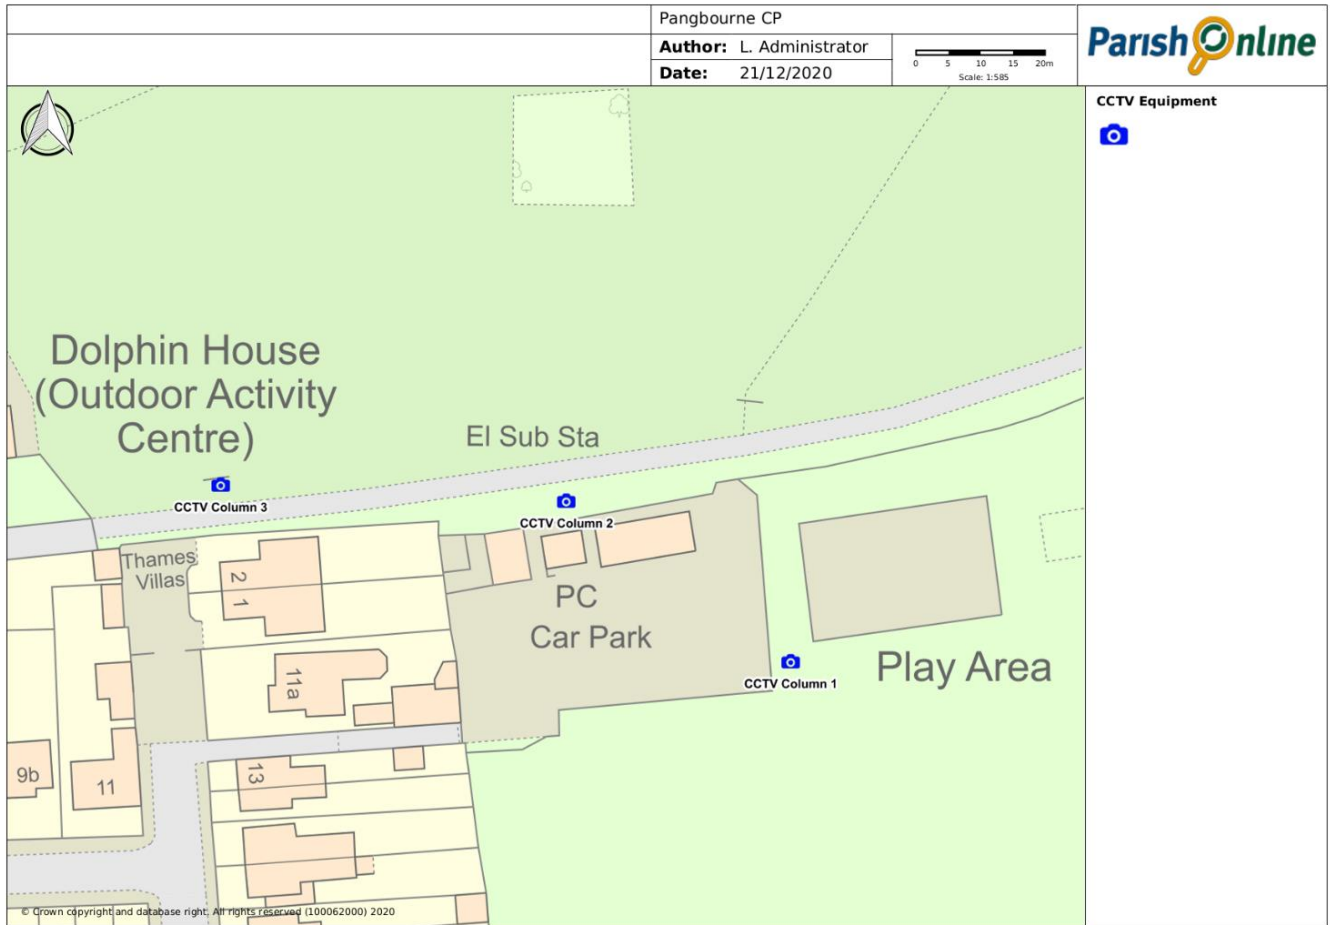 Pangbourne CP
Author: L. Administrator
Date: 21/12/2020
0 5 10 15 20m
Scale: 1:585
Parish Online
CCTV Equipment
Dolphin House
(Outdoor Activity
Centre)
El Sub Sta
CCTV Column 3
CCTV Column 2
Thames
Villas
2
1
PC
Car Park
11a
CCTV Column 1
Play Area
9b
11
13
© Crown copyright and database right. All rights reserved (100062000) 2020